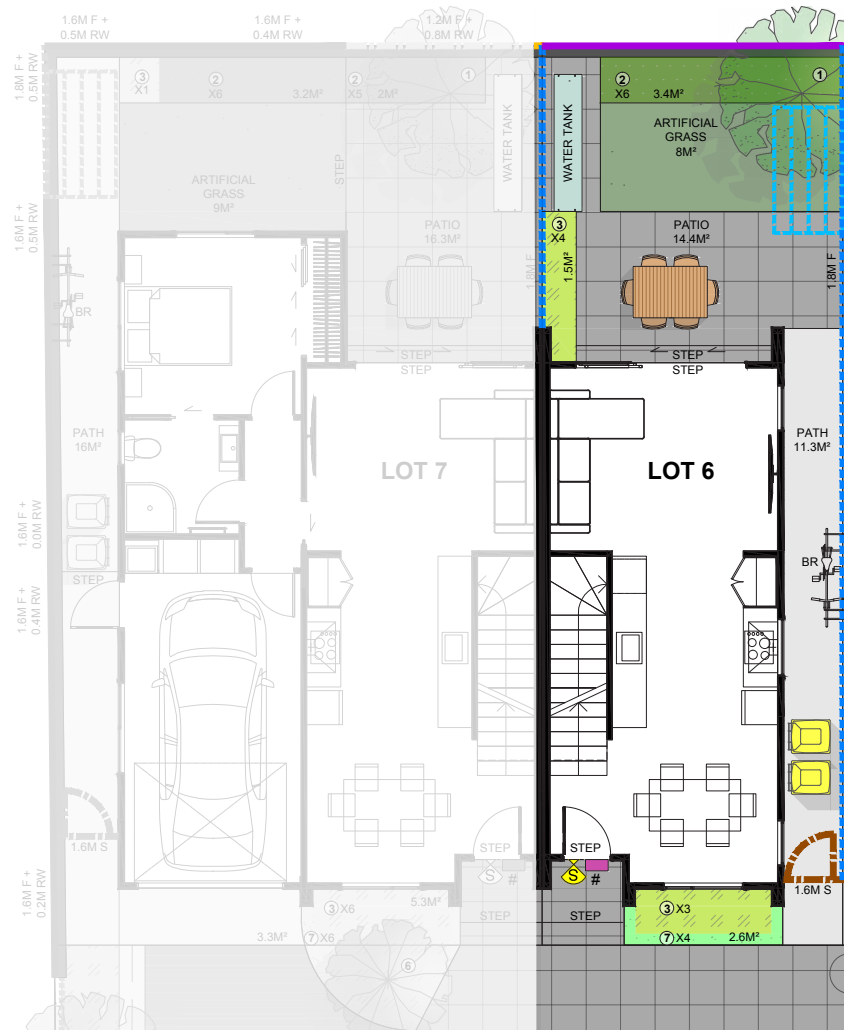 1.6M F +
0.5M RW
1.6M F +
0.4M RW
1.2M F +
0.8M RW
1.8M F +
0.5M RW
3
X1
2
X6
3.2M²
2
X5
2M²
1
2
X6
3.4M²
1
WATER TANK
WATER TANK
ARTIFICIAL
GRASS
8M²
STEP
ARTIFICIAL
GRASS
9M²
1.6M F +
0.5M RW
PATIO
16.3M²
3
X4
PATIO
14.4M²
1.8M F
1.5M²
1.8M F
BR
STEP
STEP
STEP
STEP
PATH
16M²
PATH
11.3M²
LOT 7
LOT 6
1.6M F +
0.0M RW
BR
STEP
1.6M F +
0.4M RW
1.6M S
STEP
STEP
S
#
S
#
1.6M S
1.6M F +
0.2M RW
3 X6
5.3M²
STEP
STEP
3 X3
3.3M²
7 X6
7 X4
2.6M²
6